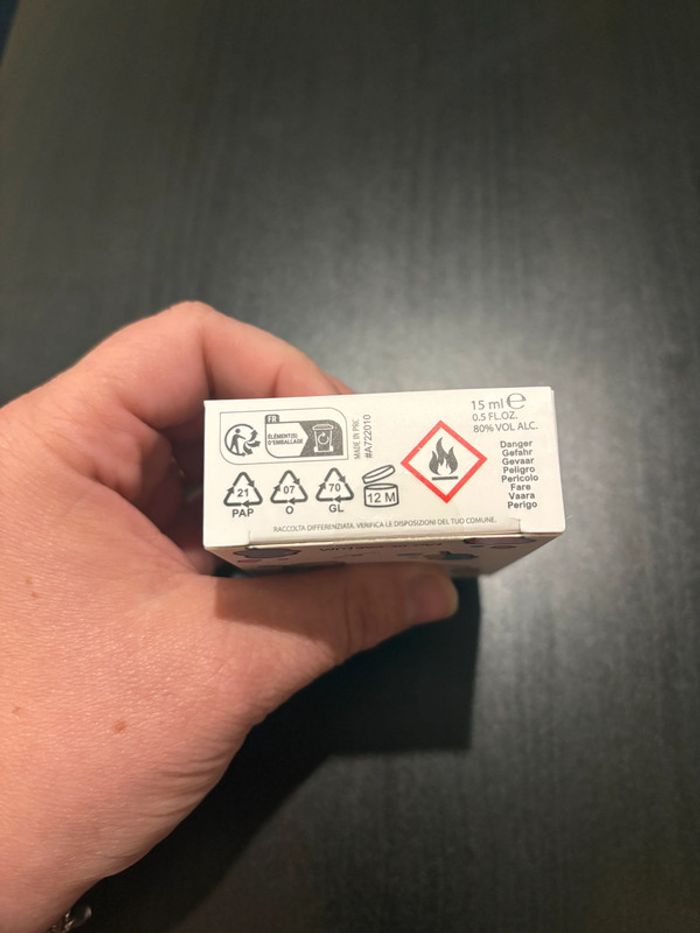 FR
ÉLÉMENT(S)
D'EMBALLAGE
MADE IN PRC
#A722010
15 ml ℮
0.5 FL.OZ.
80% VOL ALC.
21
PAP
07
O
70
GL
12 M
Danger
Gefahr
Gevaar
Peligro
Pericolo
Fare
Vaara
Perigo
RACCOLTA DIFFERENZIATA. VERIFICA LE DISPOSIZIONI DEL TUO COMUNE.